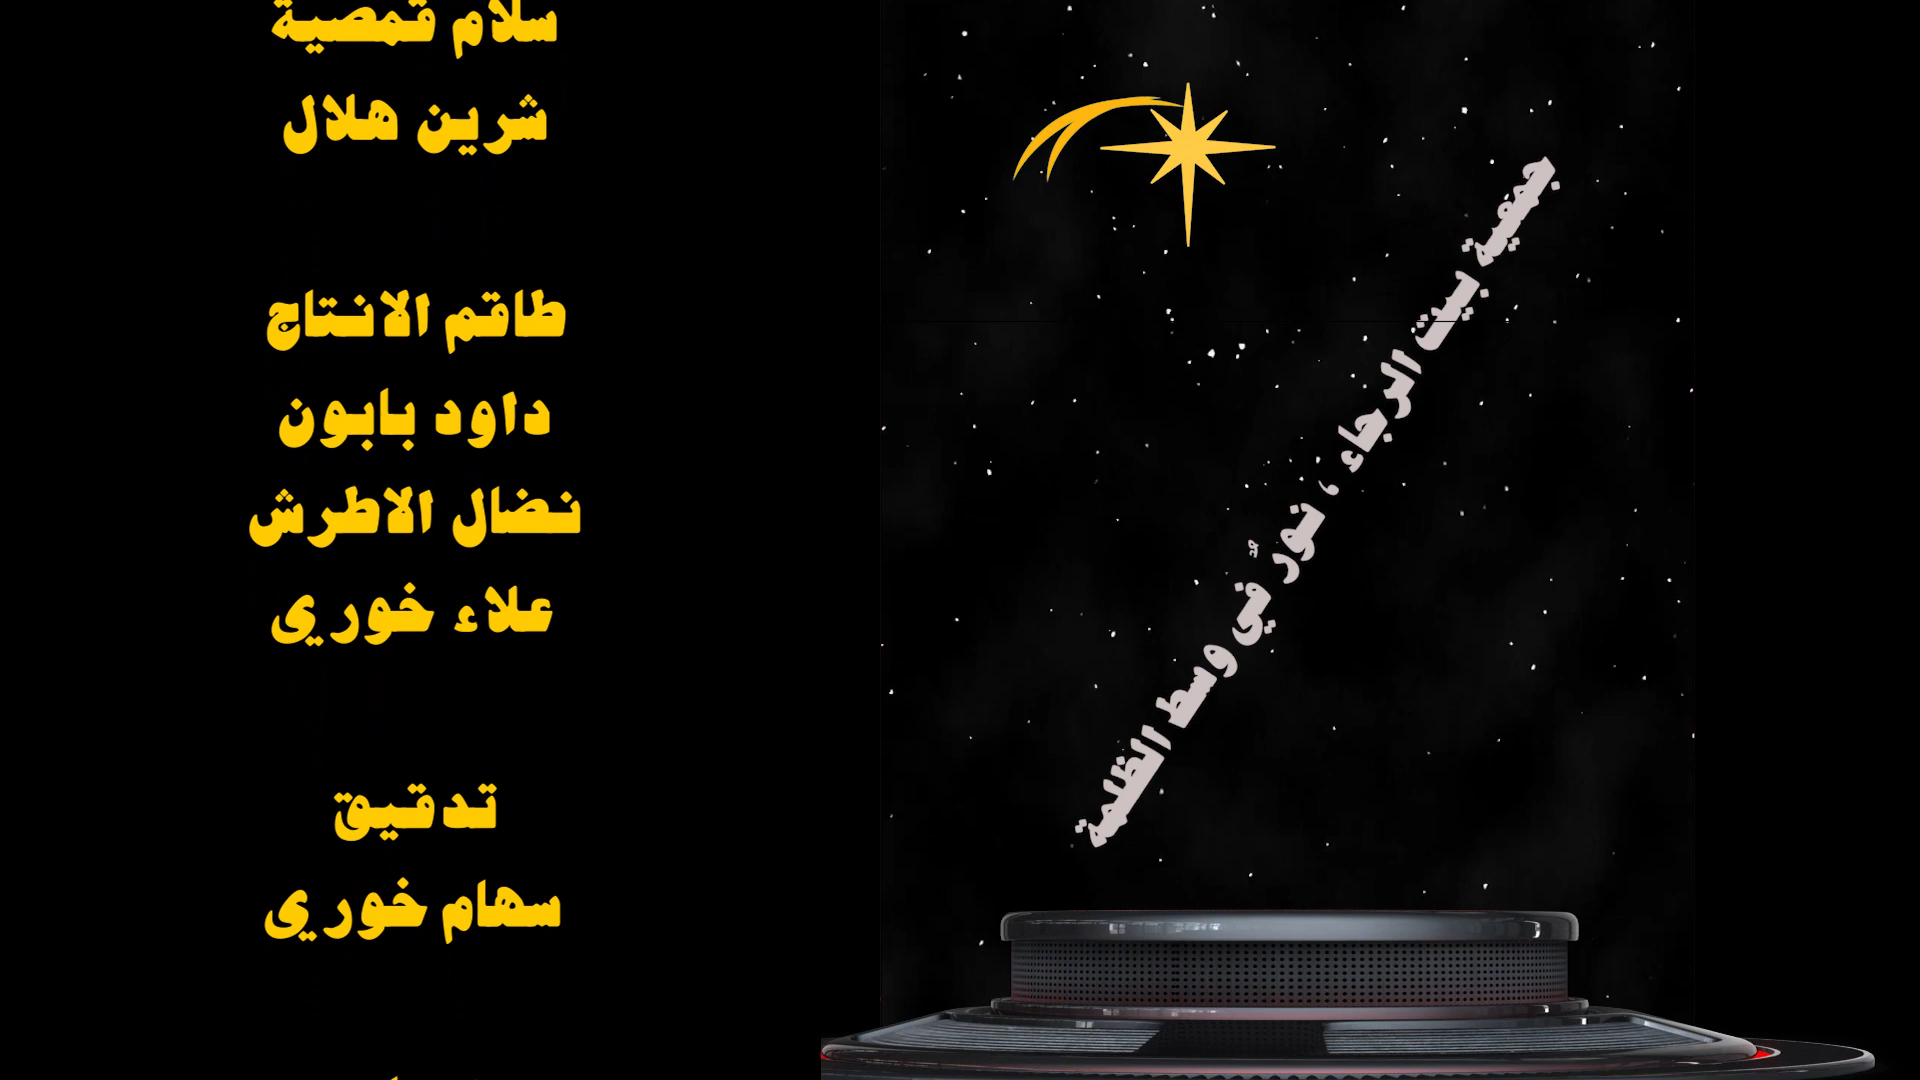 سلام قمصية
شرين هلال
طاقم الانتاج
داود بابون
نضال الاطرش
علاء خوري
تدقيق
سهام خوري
جمعية بيت الرجاء ، نورٌ في وسط الظلمة